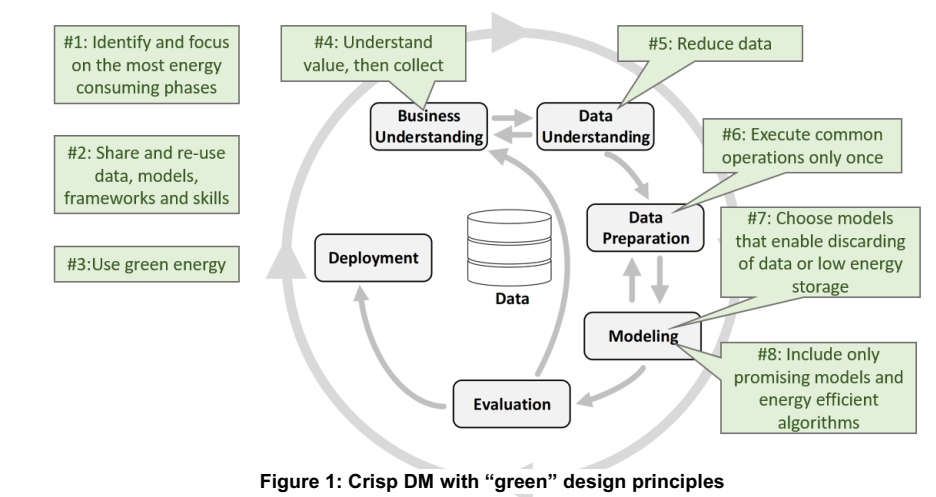 #1: Identify and focus
on the most energy
consuming phases
#2: Share and re-use
data, models,
frameworks and skills
#3:Use green energy
#4: Understand
value, then collect
#5: Reduce data
Business
Understanding
Data
Understanding
#6: Execute common
operations only once
Data
Preparation
#7: Choose models
that enable discarding
of data or low energy
storage
Deployment
Data
Modeling
#8: Include only
promising models and
energy efficient
algorithms
Evaluation
Figure 1: Crisp DM with “green” design principles